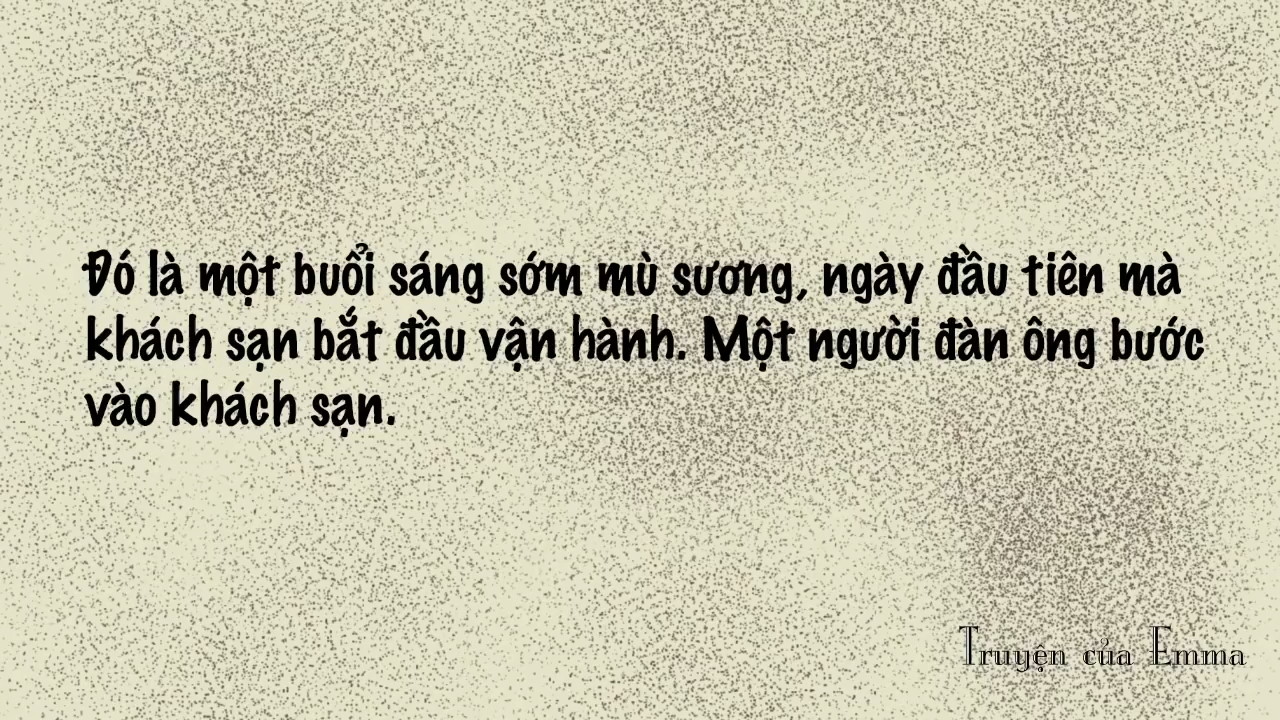 Đó là một buổi sáng sớm mù sương, ngày đầu tiên mà
khách sạn bắt đầu vận hành. Một người đàn ông bước
vào khách sạn.
Truyện của Emma